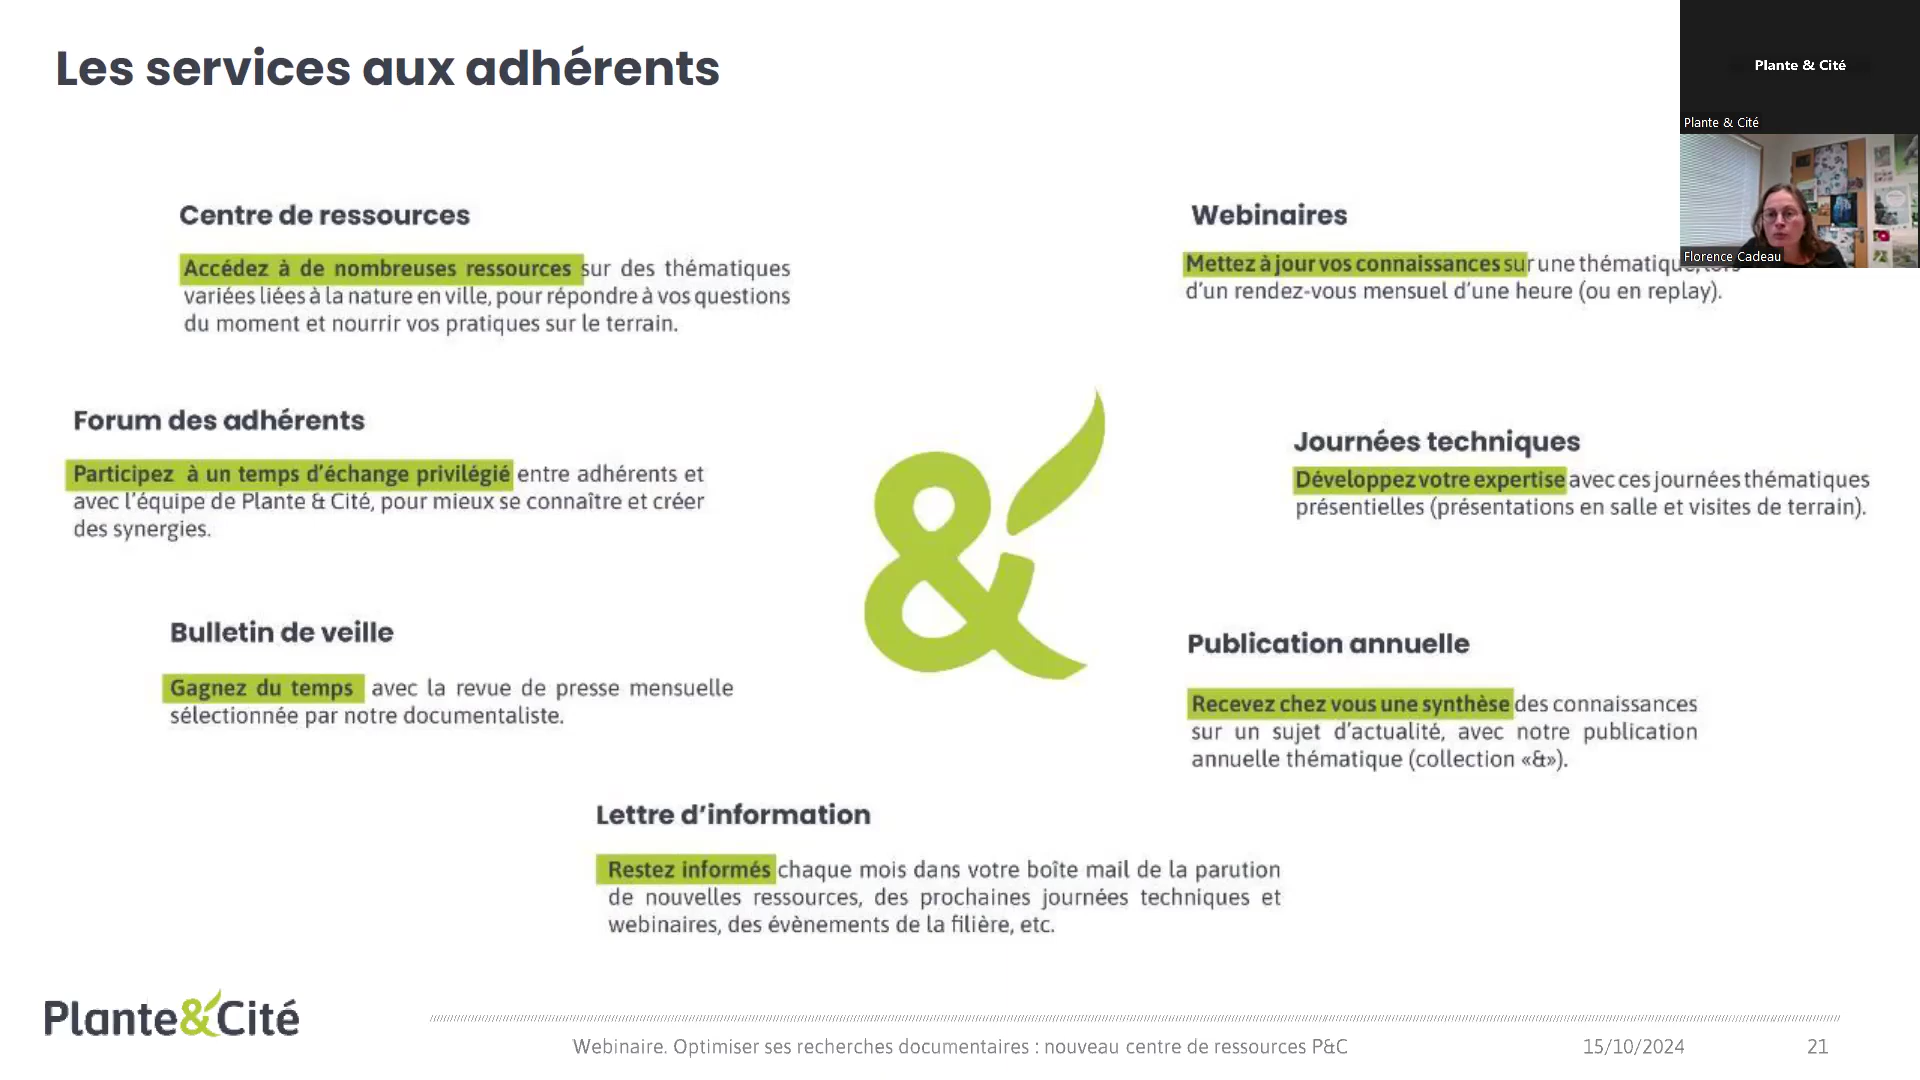 Les services aux adhérents
Plante & Cité
Plante & Cité
Florence Cadeau
Centre de ressources
Accédez à de nombreuses ressources sur des thématiques
variées liées à la nature en ville, pour répondre à vos questions
du moment et nourrir vos pratiques sur le terrain.
Webinaires
Mettez à jour vos connaissances sur une thématique, lors
d’un rendez-vous mensuel d’une heure (ou en replay).
Forum des adhérents
Participez à un temps d’échange privilégié entre adhérents et
avec l’équipe de Plante & Cité, pour mieux se connaître et créer
des synergies.
&
Journées techniques
Développez votre expertise avec ces journées thématiques
présentielles (présentations en salle et visites de terrain).
Bulletin de veille
Gagnez du temps avec la revue de presse mensuelle
sélectionnée par notre documentaliste.
Publication annuelle
Recevez chez vous une synthèse des connaissances
sur un sujet d’actualité, avec notre publication
annuelle thématique (collection «&»).
Lettre d’information
Restez informés chaque mois dans votre boîte mail de la parution
de nouvelles ressources, des prochaines journées techniques et
webinaires, des évènements de la filière, etc.
Plante&Cité
Webinaire. Optimiser ses recherches documentaires : nouveau centre de ressources P&C
15/10/2024
21